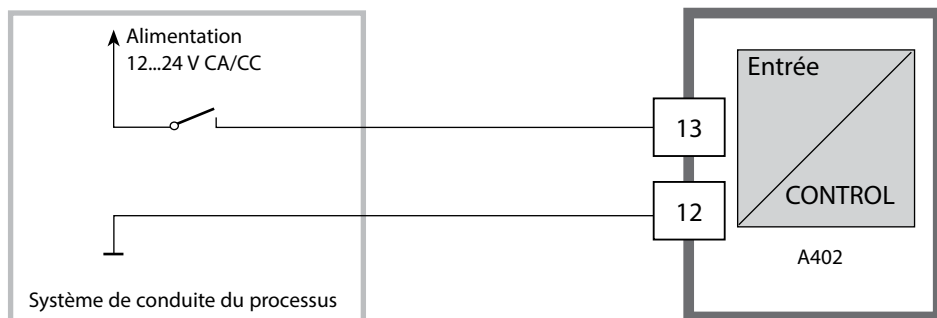 Alimentation
12...24 V CA/CC
Entrée
13
12
CONTROL
A402
Système de conduite du processus